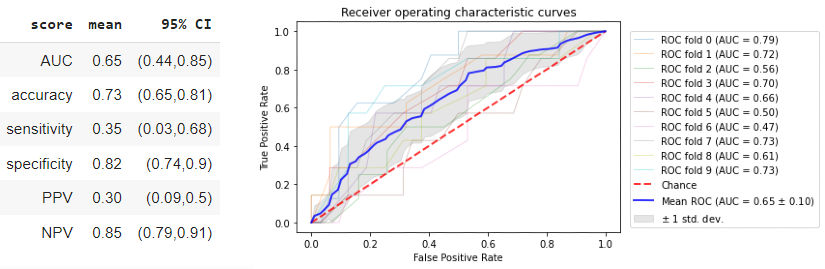 score mean 95% CI
AUC 0.65 (0.44,0.85)
accuracy 0.73 (0.65,0.81)
sensitivity 0.35 (0.03,0.68)
specificity 0.82 (0.74,0.9)
PPV 0.30 (0.09,0.5)
NPV 0.85 (0.79,0.91)
Receiver operating characteristic curves
True Positive Rate
1.0
0.8
0.6
0.4
0.2
0.0
0.0 0.2 0.4 0.6 0.8 1.0
False Positive Rate
ROC fold 0 (AUC = 0.79)
ROC fold 1 (AUC = 0.72)
ROC fold 2 (AUC = 0.56)
ROC fold 3 (AUC = 0.70)
ROC fold 4 (AUC = 0.66)
ROC fold 5 (AUC = 0.50)
ROC fold 6 (AUC = 0.47)
ROC fold 7 (AUC = 0.73)
ROC fold 8 (AUC = 0.61)
ROC fold 9 (AUC = 0.73)
Chance
Mean ROC (AUC = 0.65 ± 0.10)
± 1 std. dev.